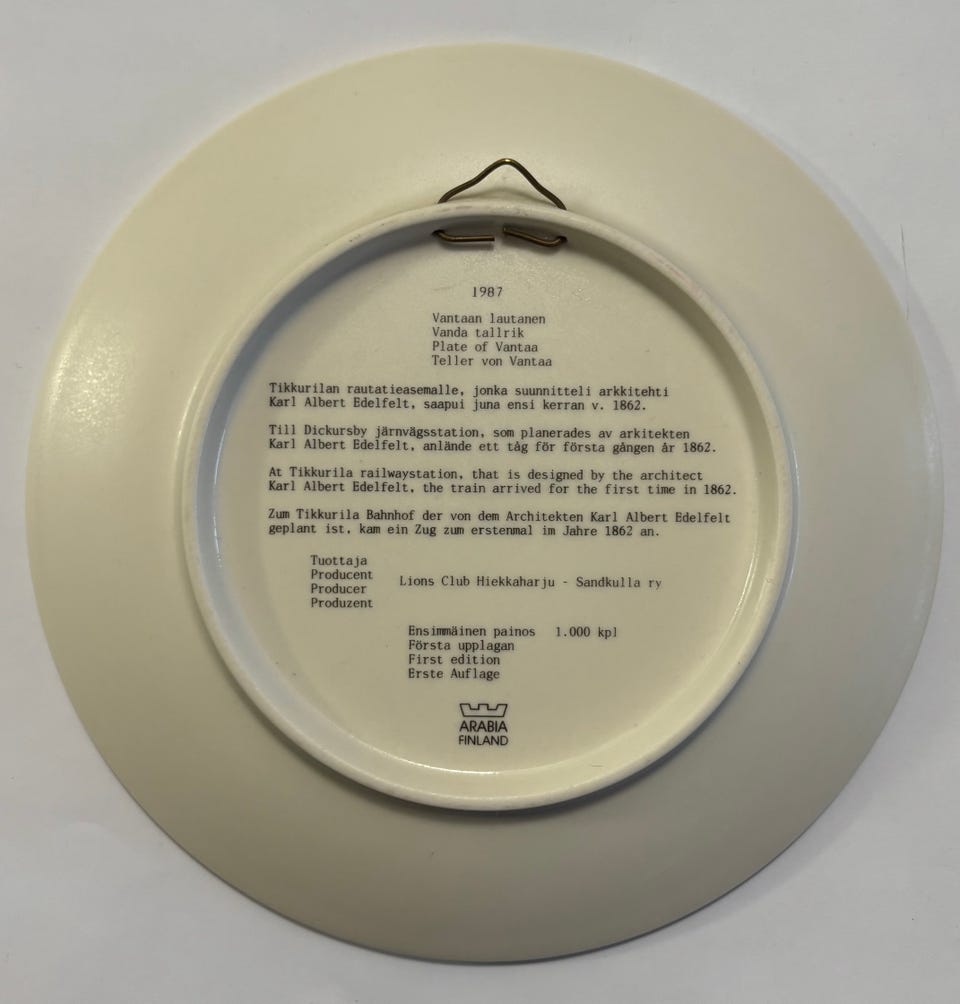 1987
Vantaan lautanen
Vanda tallrik
Plate of Vantaa
Teller von Vantaa
Tikkurilan rautatieasemalle, jonka suunnitteli arkkitehti
Karl Albert Edelfelt, saapui juna ensi kerran v. 1862.
Till Dickursby järnvägsstation, som planerades av arkitekten
Karl Albert Edelfelt, anlände ett tåg för första gången år 1862.
At Tikkurila railwaystation, that is designed by the architect
Karl Albert Edelfelt, the train arrived for the first time in 1862.
Zum Tikkurila Bahnhof der von dem Architekten Karl Albert Edelfelt
geplant ist, kam ein Zug zum erstenmal im Jahre 1862 an.
Tuottaja
Producent
Producer
Produzent
Lions Club Hiekkaharju - Sandkulla ry
Ensimmäinen painos 1.000 kpl
Första upplagan
First edition
Erste Auflage
ARABIA
FINLAND